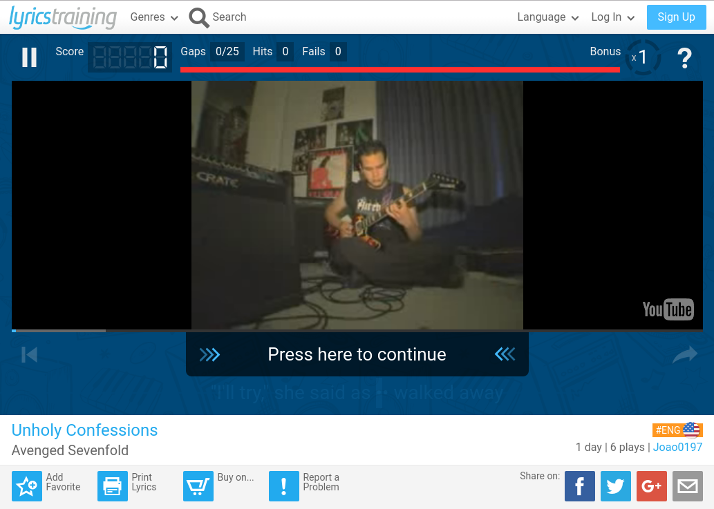 lyricstraining Genres Search Language Log In Sign Up
Score 0 Gaps 0/25 Hits 0 Fails 0 Bonus x1 ?
CRATE
YouTube
Press here to continue
"I'll try," she said as •• walked away
Unholy Confessions
#ENG
Avenged Sevenfold
1 day | 6 plays | Joao0197
Add
Favorite
Print
Lyrics
Buy on...
Report a
Problem
Share on:
f
G+